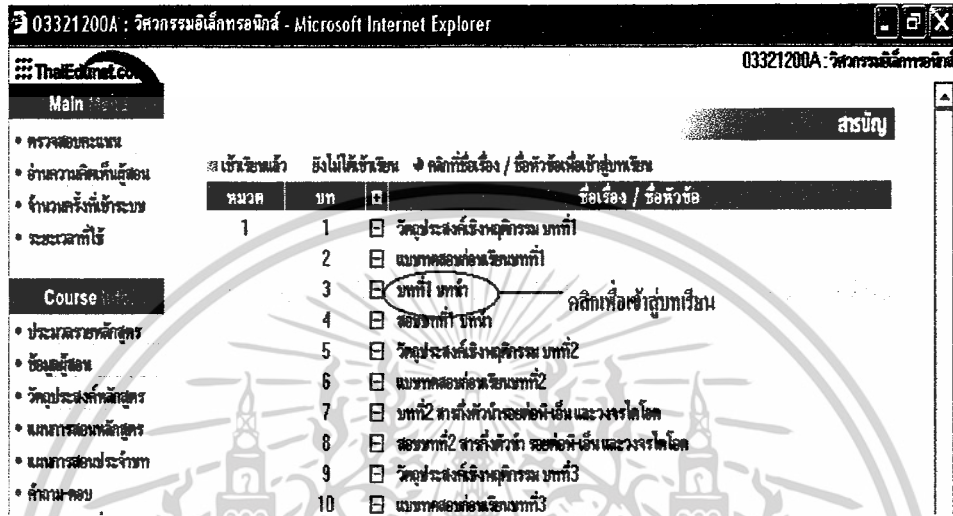 03321200A : วิศวกรรมอิเล็กทรอนิกส์ - Microsoft Internet Explorer
ThaiEdunet.co
03321200A : วิศวกรรมอิเล็กทรอนิกส์
Main
• ตรวจสอบคะแนน
• อ่านความคิดเห็นผู้สอน
• จำนวนครั้งที่เข้าระบบ
• ระยะเวลาที่ใช้
Course Info.
• ประมวลรายหลักสูตร
• ข้อมูลผู้สอน
• วัตถุประสงค์หลักสูตร
• แผนการสอนหลักสูตร
• แผนการสอนประจำบท
• คำถาม-ตอบ
สารบัญ
เข้าเรียนแล้ว ยังไม่ได้เข้าเรียน คลิกที่ชื่อเรื่อง / ชื่อหัวข้อเพื่อเข้าสู่บทเรียน
หมวด บท ชื่อเรื่อง / ชื่อหัวข้อ
1 1 วัตถุประสงค์เชิงพฤติกรรม บทที่1
2 แบบทดสอบก่อนเรียนบทที่1
3 บทที่1 บทนำ คลิกเพื่อเข้าสู่บทเรียน
4 สอบบทที่1 บทนำ
5 วัตถุประสงค์เชิงพฤติกรรม บทที่2
6 แบบทดสอบก่อนเรียนบทที่2
7 บทที่2 สารกึ่งตัวนำรอยต่อพี-เอ็น และวงจรไดโอด
8 สอบบทที่2 สารกึ่งตัวนำ รอยต่อพี-เอ็น และวงจรไดโอด
9 วัตถุประสงค์เชิงพฤติกรรม บทที่3
10 แบบทดสอบก่อนเรียนบทที่3